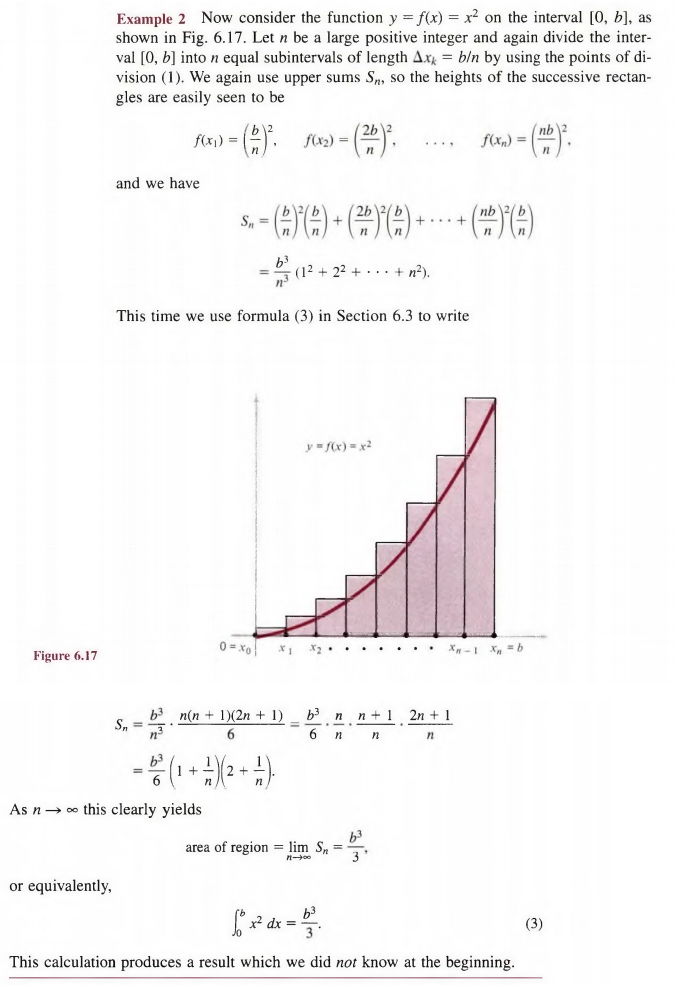 Example 2 Now consider the function y = f(x) = x² on the interval [0, b], as
shown in Fig. 6.17. Let n be a large positive integer and again divide the inter-
val [0, b] into n equal subintervals of length Δxₖ = b/n by using the points of di-
vision (1). We again use upper sums Sₙ, so the heights of the successive rectan-
gles are easily seen to be
f(x₁) = (b/n)², f(x₂) = (2b/n)², . . . , f(xₙ) = (nb/n)²,
and we have
Sₙ = (b/n)²(b/n) + (2b/n)²(b/n) + · · · + (nb/n)²(b/n)
= b³/n³ (1² + 2² + · · · + n²).
This time we use formula (3) in Section 6.3 to write
y = f(x) = x²
0 = x₀ x₁ x₂ • • • • • • • • xₙ₋₁ xₙ = b
Figure 6.17
Sₙ = b³/n³ · n(n + 1)(2n + 1)/6 = b³/6 · n/n · (n + 1)/n · (2n + 1)/n
= b³/6 (1 + 1/n)(2 + 1/n).
As n → ∞ this clearly yields
area of region = lim n→∞ Sₙ = b³/3,
or equivalently,
∫₀ᵇ x² dx = b³/3. (3)
This calculation produces a result which we did not know at the beginning.